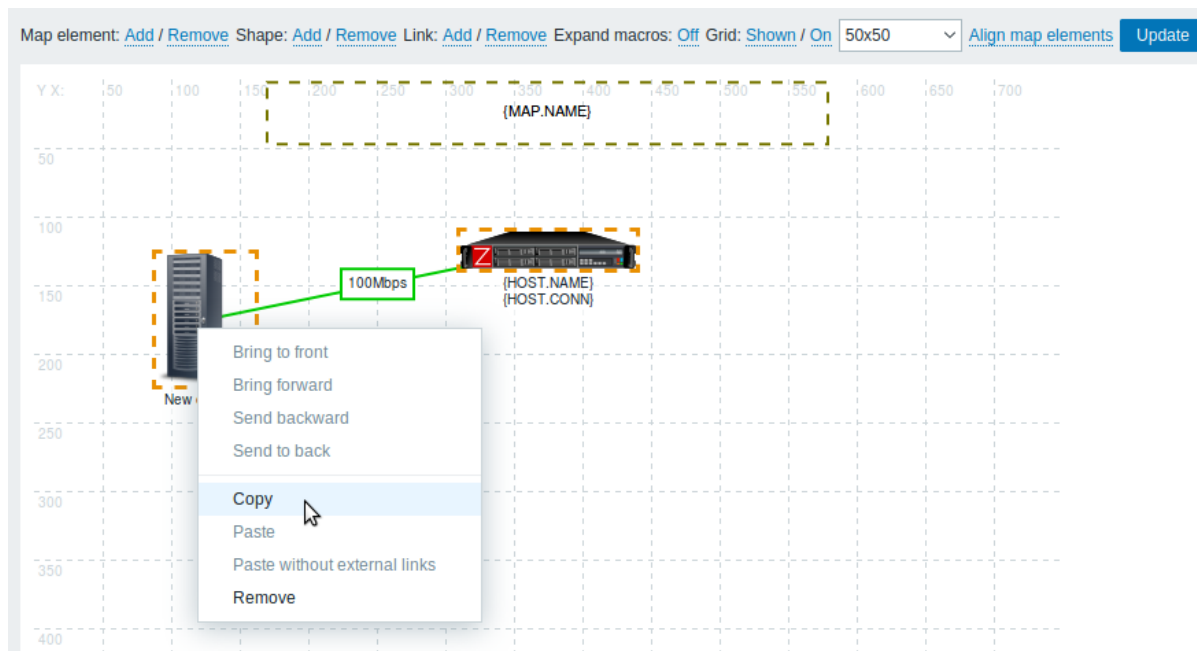 Map element: Add / Remove Shape: Add / Remove Link: Add / Remove Expand macros: Off Grid: Shown / On 50x50 Align map elements Update
Y X: 50 100 150 200 250 300 350 400 450 500 550 600 650 700
{MAP.NAME}
50
100
Z
100Mbps
{HOST.NAME}
150
{HOST.CONN}
Bring to front
200
Bring forward
New
Send backward
250
Send to back
Copy
300
Paste
Paste without external links
350
Remove
400